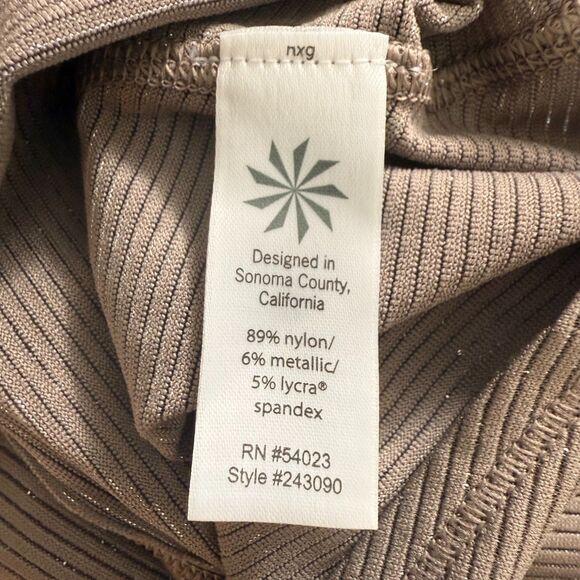 nxg
Designed in
Sonoma County,
California
89% nylon/
6% metallic/
5% lycra®
spandex
RN #54023
Style #243090